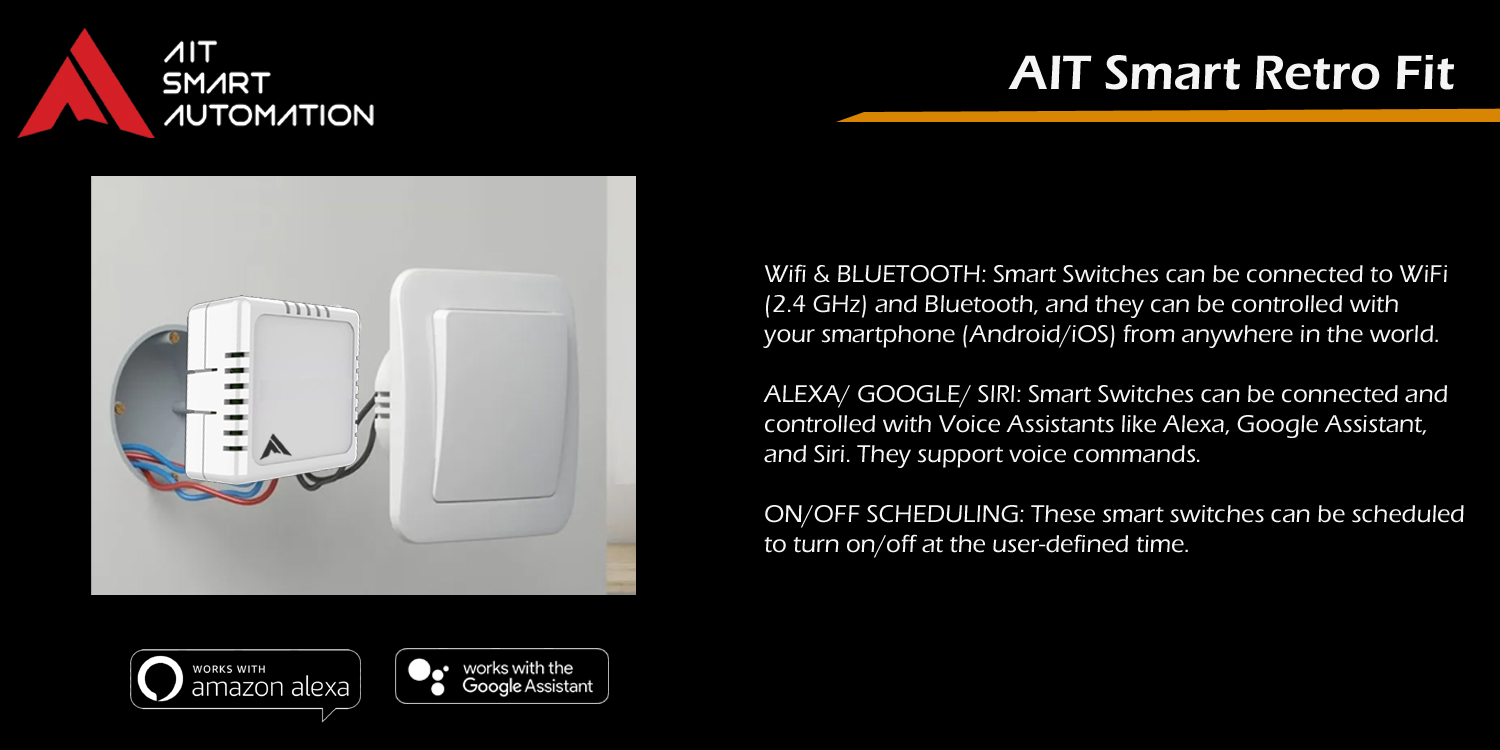 AIT
SMART
AUTOMATION
AIT Smart Retro Fit
Wifi & BLUETOOTH: Smart Switches can be connected to WiFi
(2.4 GHz) and Bluetooth, and they can be controlled with
your smartphone (Android/iOS) from anywhere in the world.
ALEXA/ GOOGLE/ SIRI: Smart Switches can be connected and
controlled with Voice Assistants like Alexa, Google Assistant,
and Siri. They support voice commands.
ON/OFF SCHEDULING: These smart switches can be scheduled
to turn on/off at the user-defined time.
WORKS WITH
amazon alexa
works with the
Google Assistant